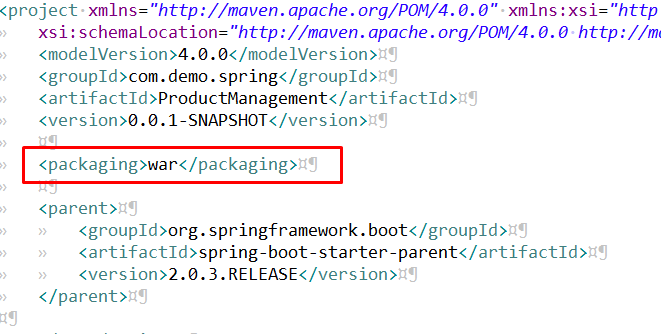 <project xmlns="http://maven.apache.org/POM/4.0.0" xmlns:xsi="http
xsi:schemaLocation="http://maven.apache.org/POM/4.0.0 http://m
<modelVersion>4.0.0</modelVersion>
<groupId>com.demo.spring</groupId>
<artifactId>ProductManagement</artifactId>
<version>0.0.1-SNAPSHOT</version>
<packaging>war</packaging>
<parent>
<groupId>org.springframework.boot</groupId>
<artifactId>spring-boot-starter-parent</artifactId>
<version>2.0.3.RELEASE</version>
</parent>